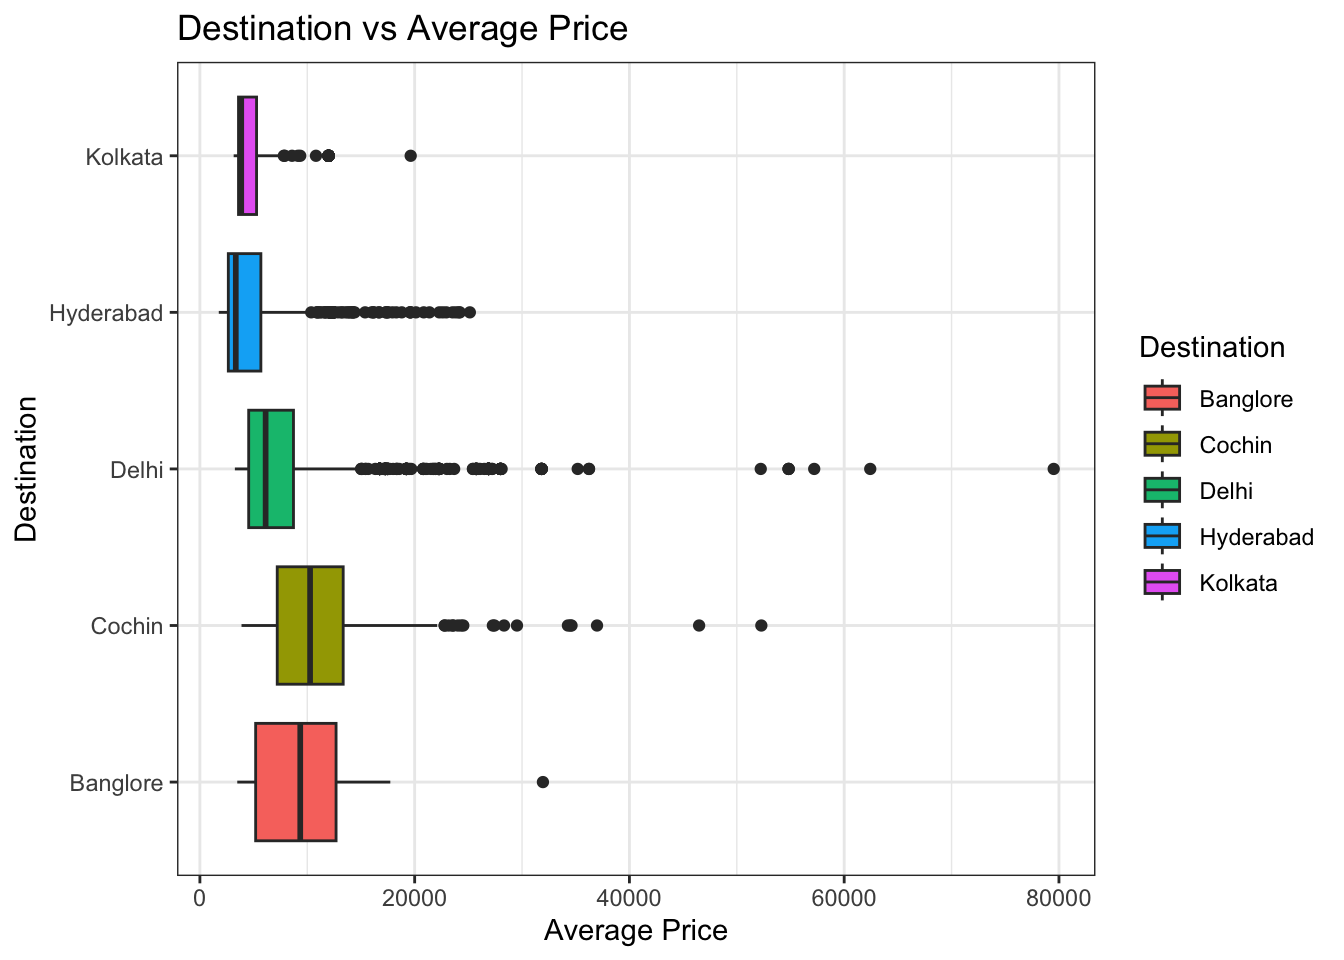 Destination vs Average Price
Kolkata
Hyderabad
Delhi
Cochin
Banglore
Destination
0 20000 40000 60000 80000
Average Price
Destination
Banglore
Cochin
Delhi
Hyderabad
Kolkata